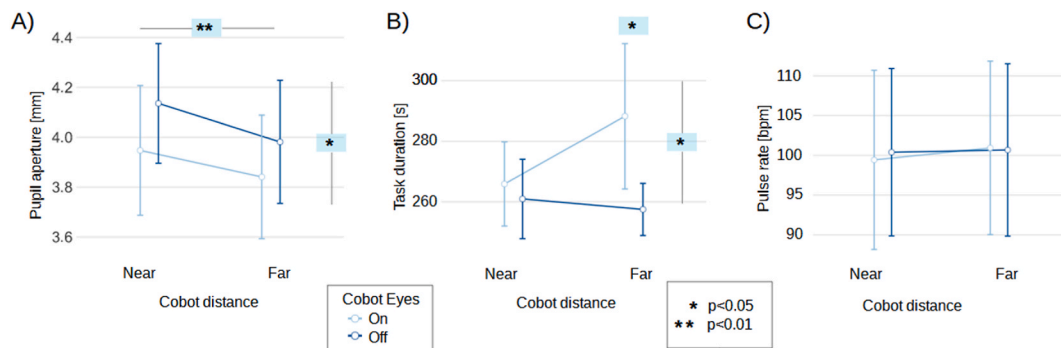 A)
**
4.4
4.2
4.0
3.8
3.6
Pupil aperture [mm]
*
Near Far
Cobot distance
B)
*
300
280
260
Task duration [s]
*
Near Far
Cobot distance
C)
110
105
100
95
90
Pulse rate [bpm]
Near Far
Cobot distance
Cobot Eyes
On
Off
* p<0.05
** p<0.01